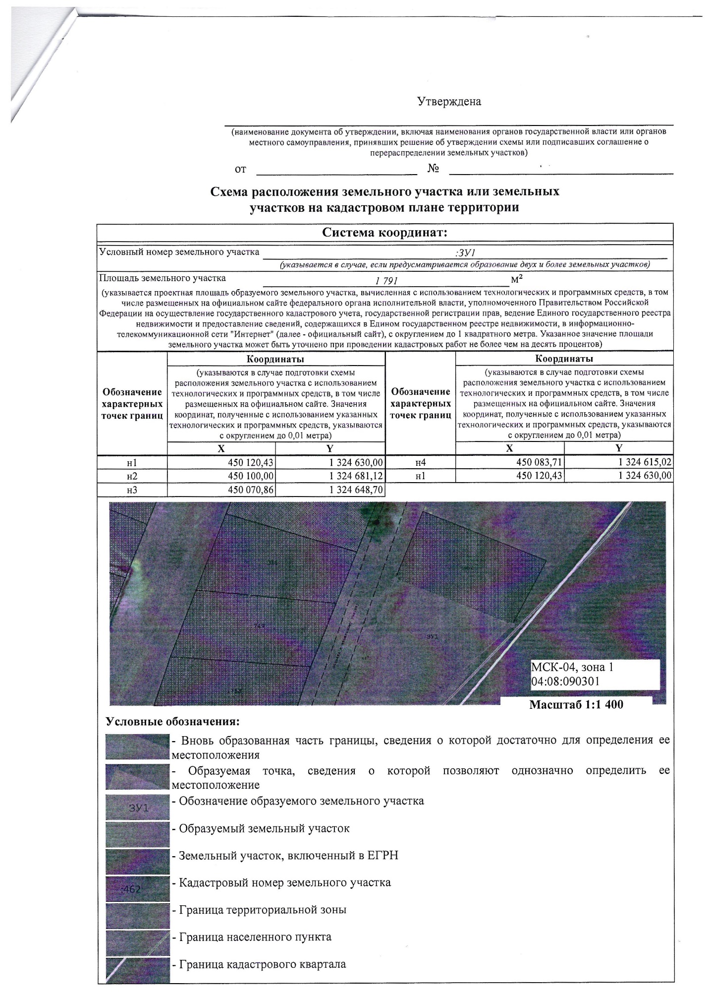 Утверждена
(наименование документа об утверждении, включая наименования органов государственной власти или органов
местного самоуправления, принявших решение об утверждении схемы или подписавших соглашение о
перераспределении земельных участков)
от №
Схема расположения земельного участка или земельных
участков на кадастровом плане территории
Система координат:
Условный номер земельного участка :ЗУ1
(указывается в случае, если предусматривается образование двух и более земельных участков)
Площадь земельного участка 1 791 м²
(указывается проектная площадь образуемого земельного участка, вычисленная с использованием технологических и программных средств, в том
числе размещенных на официальном сайте федерального органа исполнительной власти, уполномоченного Правительством Российской
Федерации на осуществление государственного кадастрового учета, государственной регистрации прав, ведение Единого государственного реестра
недвижимости и предоставление сведений, содержащихся в Едином государственном реестре недвижимости, в информационно-
телекоммуникационной сети "Интернет" (далее - официальный сайт), с округлением до 1 квадратного метра. Указанное значение площади
земельного участка может быть уточнено при проведении кадастровых работ не более чем на десять процентов)
Обозначение
характерных
точек границ
Координаты
(указываются в случае подготовки схемы
расположения земельного участка с использованием
технологических и программных средств, в том числе
размещенных на официальном сайте. Значения
координат, полученные с использованием указанных
технологических и программных средств, указываются
с округлением до 0,01 метра)
X Y
Обозначение
характерных
точек границ
Координаты
(указываются в случае подготовки схемы
расположения земельного участка с использованием
технологических и программных средств, в том числе
размещенных на официальном сайте. Значения
координат, полученные с использованием указанных
технологических и программных средств, указываются
с округлением до 0,01 метра)
X Y
н1 450 120,43 1 324 630,00 н4 450 083,71 1 324 615,02
н2 450 100,00 1 324 681,12 н1 450 120,43 1 324 630,00
н3 450 070,86 1 324 648,70
749
ЗУ1
МСК-04, зона 1
04:08:090301
Масштаб 1:1 400
Условные обозначения:
- Вновь образованная часть границы, сведения о которой достаточно для определения ее
местоположения
- Образуемая точка, сведения о которой позволяют однозначно определить ее
местоположение
ЗУ1 - Обозначение образуемого земельного участка
- Образуемый земельный участок
- Земельный участок, включенный в ЕГРН
:462 - Кадастровый номер земельного участка
- Граница территориальной зоны
- Граница населенного пункта
- Граница кадастрового квартала